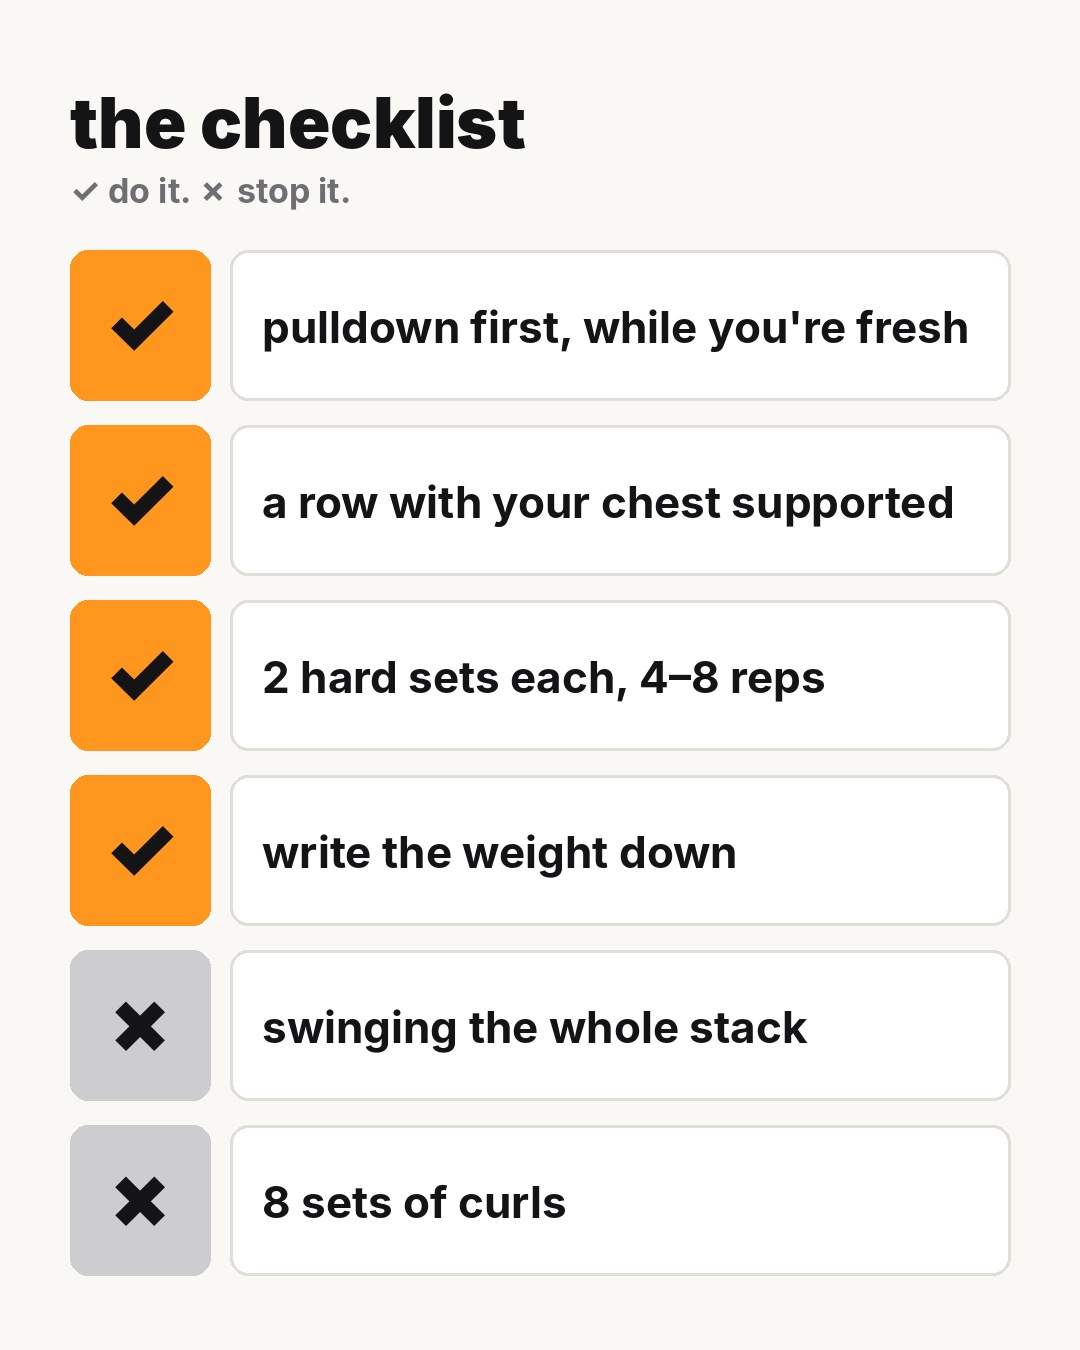 the checklist
✓ do it. ✕ stop it.
✓ pulldown first, while you're fresh
✓ a row with your chest supported
✓ 2 hard sets each, 4–8 reps
✓ write the weight down
✕ swinging the whole stack
✕ 8 sets of curls